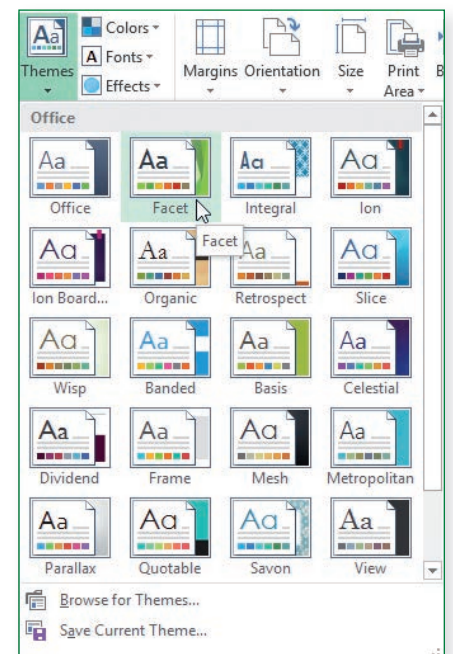 Aa Colors
A Fonts
Themes Effects Margins Orientation Size Print B
Area
Office
Aa Aa Aa Aa
Office Facet Integral Ion
Facet
Aa Aa Aa Aa
Ion Board... Organic Retrospect Slice
Aa Aa Aa Aa
Wisp Banded Basis Celestial
Aa Aa Aa Aa
Dividend Frame Mesh Metropolitan
Aa Aa Aa Aa
Parallax Quotable Savon View
Browse for Themes...
Save Current Theme...